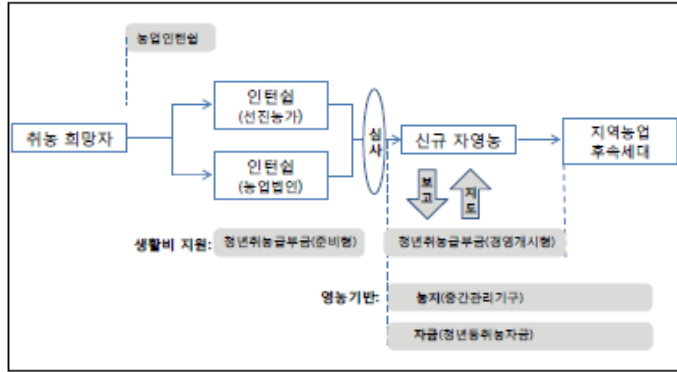 농업인턴쉽
인턴쉽
(선진농가)
취농 희망자
심사
신규 자영농
지역농업
후속세대
인턴쉽
(농업법인)
보고
지도
생활비 지원: 청년취농급부금(준비형) 청년취농급부금(경영개시형)
영농기반: 농지(중간관리기구)
자금(청년등취농자금)